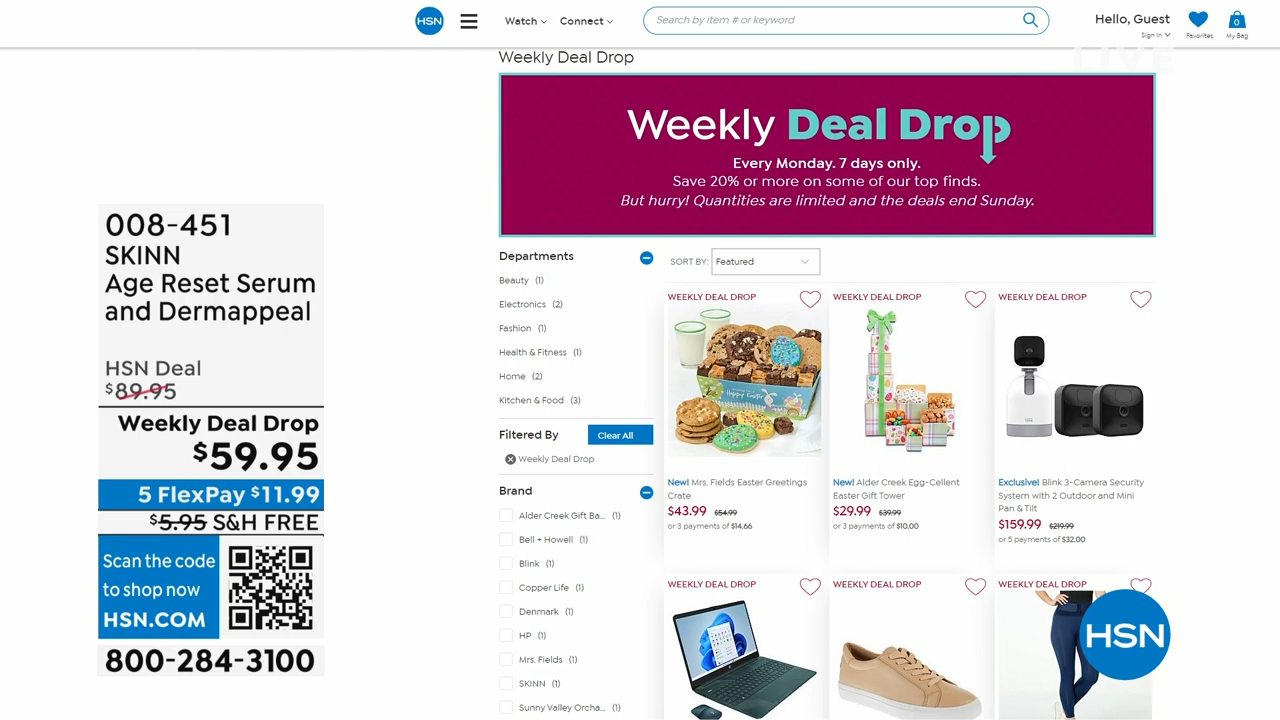 HSN
Watch
Connect
Search by item # or keyword
Hello, Guest
Sign In
Favorites
0
My Bag
LIVE
Weekly Deal Drop
Weekly Deal Drop
Every Monday. 7 days only.
Save 20% or more on some of our top finds.
But hurry! Quantities are limited and the deals end Sunday.
008-451
SKINN
Age Reset Serum
and Dermappeal
HSN Deal
$89.95
Weekly Deal Drop
$59.95
5 FlexPay $11.99
$5.95 S&H FREE
Scan the code
to shop now
HSN.COM
800-284-3100
Departments
Beauty (1)
Electronics (2)
Fashion (1)
Health & Fitness (1)
Home (2)
Kitchen & Food (3)
Filtered By
Clear All
Weekly Deal Drop
Brand
Alder Creek Gift Ba... (1)
Bell + Howell (1)
Blink (1)
Copper Life (1)
Denmark (1)
HP (1)
Mrs. Fields (1)
SKINN (1)
Sunny Valley Orcha... (1)
SORT BY: Featured
WEEKLY DEAL DROP
Happy Easter
New! Mrs. Fields Easter Greetings
Crate
$43.99 $54.99
or 3 payments of $14.66
WEEKLY DEAL DROP
New! Alder Creek Egg-Cellent
Easter Gift Tower
$29.99 $39.99
or 3 payments of $10.00
WEEKLY DEAL DROP
Exclusive! Blink 3-Camera Security
System with 2 Outdoor and Mini
Pan & Tilt
$159.99 $219.99
or 5 payments of $32.00
WEEKLY DEAL DROP
WEEKLY DEAL DROP
WEEKLY DEAL DROP
HSN